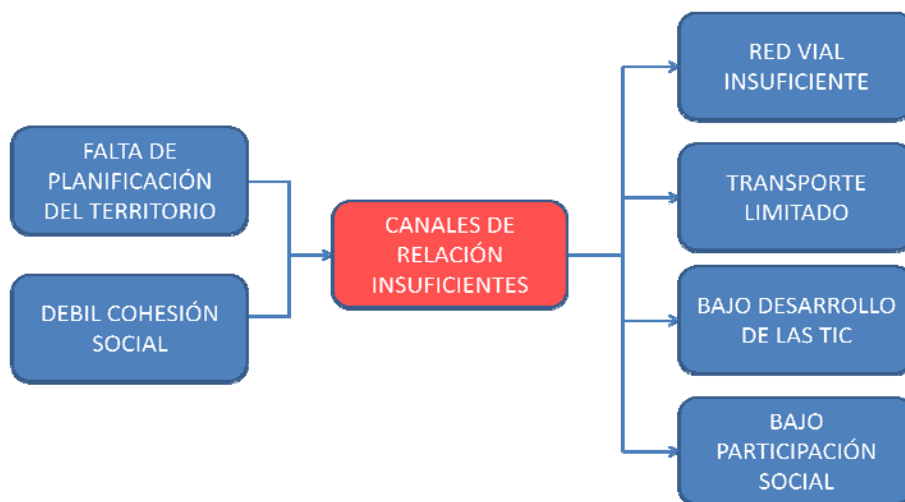 FALTA DE
PLANIFICACIÓN
DEL TERRITORIO
DEBIL COHESIÓN
SOCIAL
CANALES DE
RELACIÓN
INSUFICIENTES
RED VIAL
INSUFICIENTE
TRANSPORTE
LIMITADO
BAJO DESARROLLO
DE LAS TIC
BAJO
PARTICIPACIÓN
SOCIAL